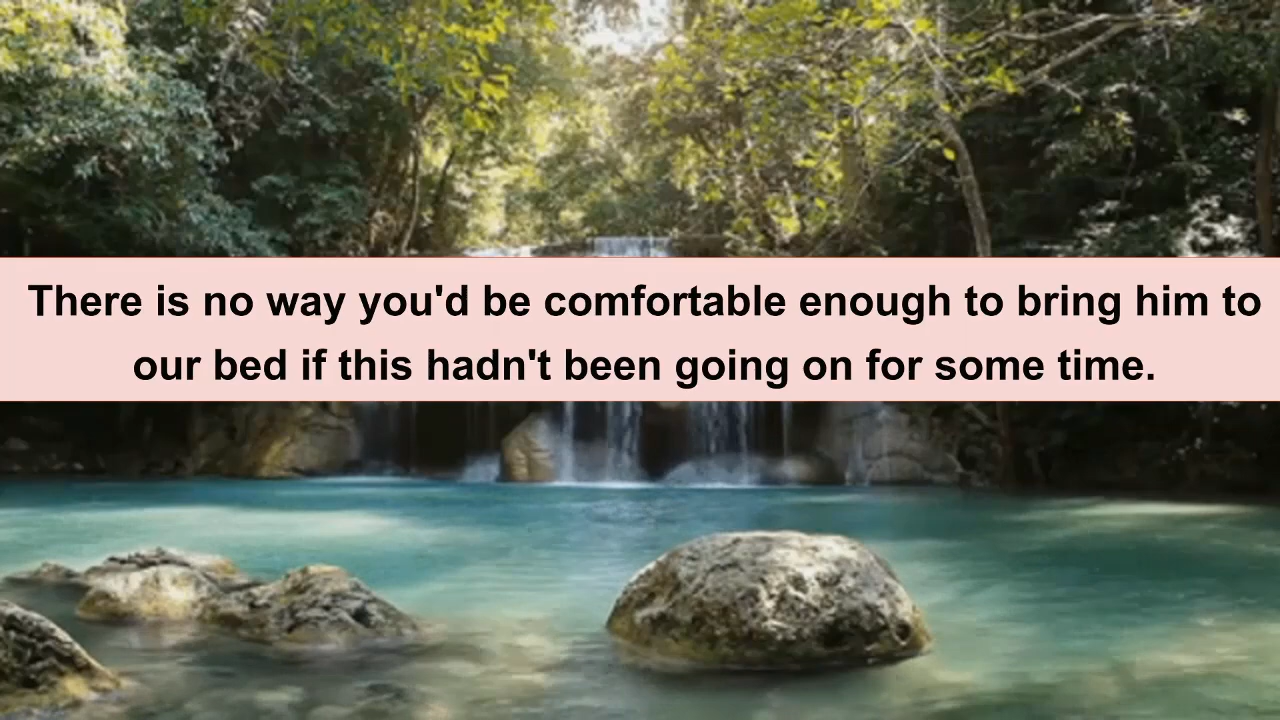 There is no way you'd be comfortable enough to bring him to
our bed if this hadn't been going on for some time.